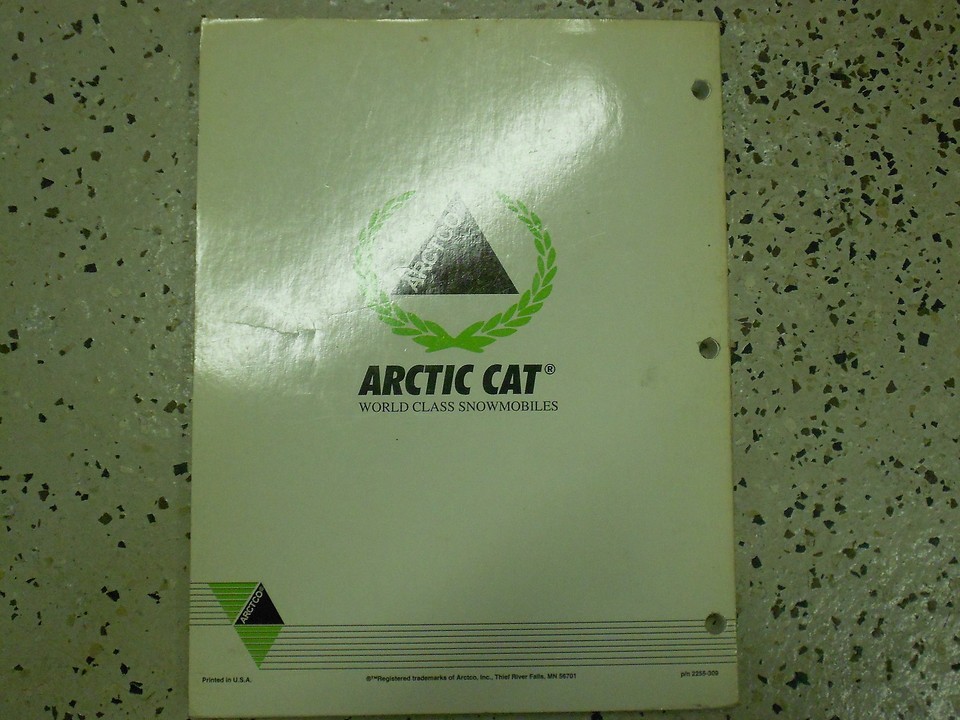 ARCTCO
ARCTIC CAT®
WORLD CLASS SNOWMOBILES
ARCTCO
Printed in U.S.A.
®™Registered trademarks of Arctco, Inc., Thief River Falls, MN 56701
p/n 2255-009